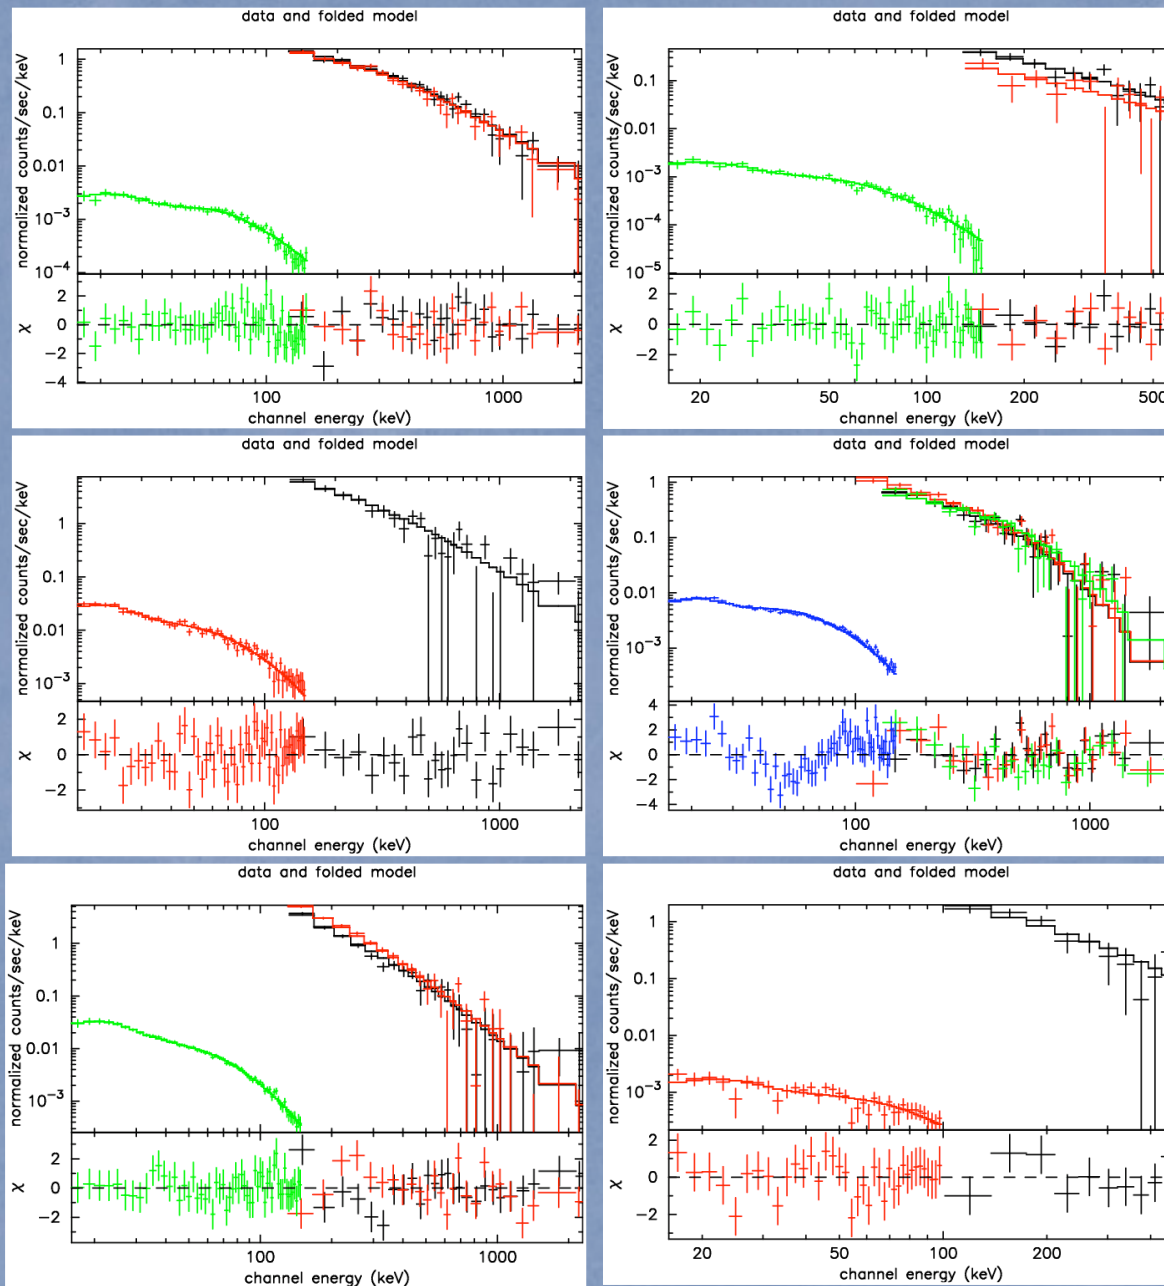 data and folded model
normalized counts/sec/keV
1
0.1
0.01
10⁻³
10⁻⁴
χ
2
0
−2
−4
100
1000
channel energy (keV)
data and folded model
normalized counts/sec/keV
0.1
0.01
10⁻³
10⁻⁴
10⁻⁵
χ
2
0
−2
20
50
100
200
500
channel energy (keV)
data and folded model
normalized counts/sec/keV
1
0.1
0.01
10⁻³
χ
2
0
−2
100
1000
channel energy (keV)
data and folded model
normalized counts/sec/keV
1
0.1
0.01
10⁻³
χ
4
2
0
−2
−4
100
1000
channel energy (keV)
data and folded model
normalized counts/sec/keV
1
0.1
0.01
10⁻³
χ
2
0
−2
100
1000
channel energy (keV)
data and folded model
normalized counts/sec/keV
1
0.1
0.01
10⁻³
χ
2
0
−2
20
50
100
200
channel energy (keV)